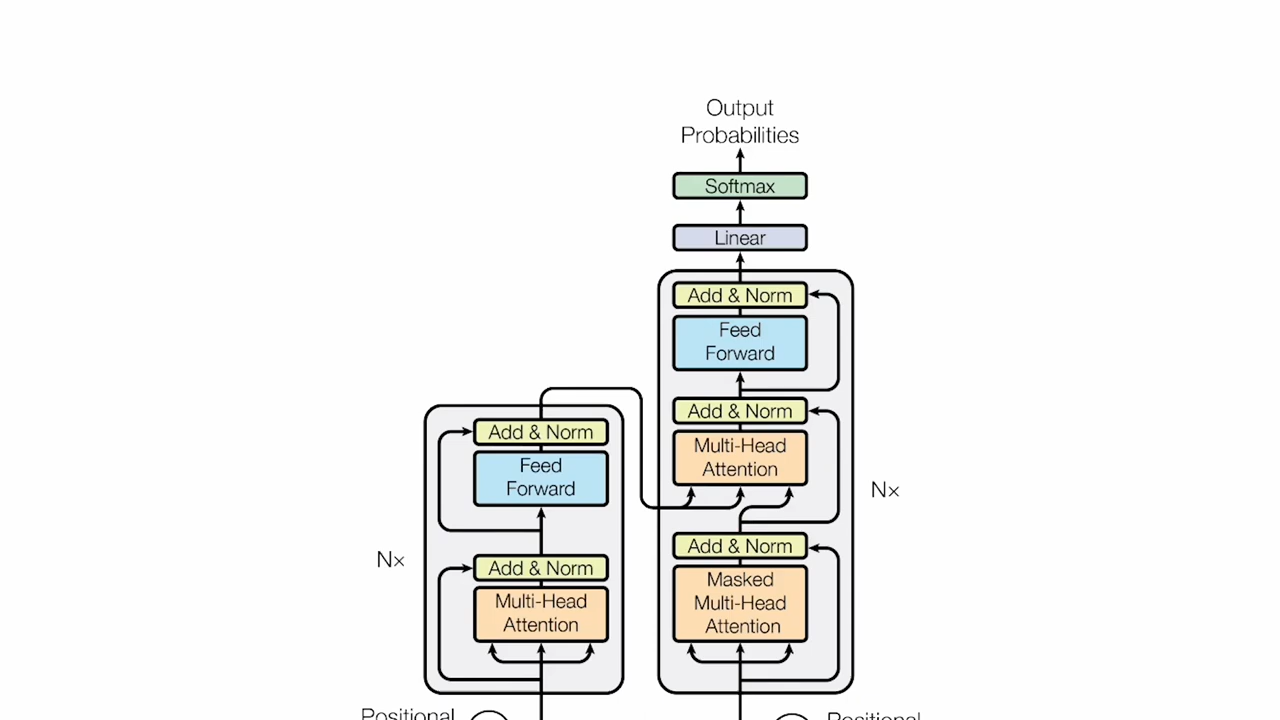 Output
Probabilities
Softmax
Linear
Add & Norm
Feed
Forward
Add & Norm
Multi-Head
Attention
Nx
Add & Norm
Masked
Multi-Head
Attention
Add & Norm
Feed
Forward
Nx
Add & Norm
Multi-Head
Attention
Positional
Positional